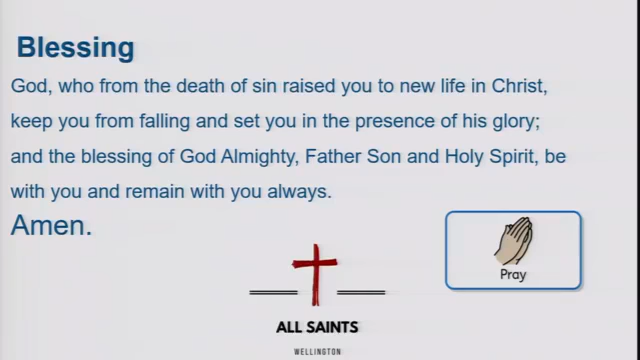 Blessing
God, who from the death of sin raised you to new life in Christ,
keep you from falling and set you in the presence of his glory;
and the blessing of God Almighty, Father Son and Holy Spirit, be
with you and remain with you always.
Amen.
Pray
ALL SAINTS
WELLINGTON